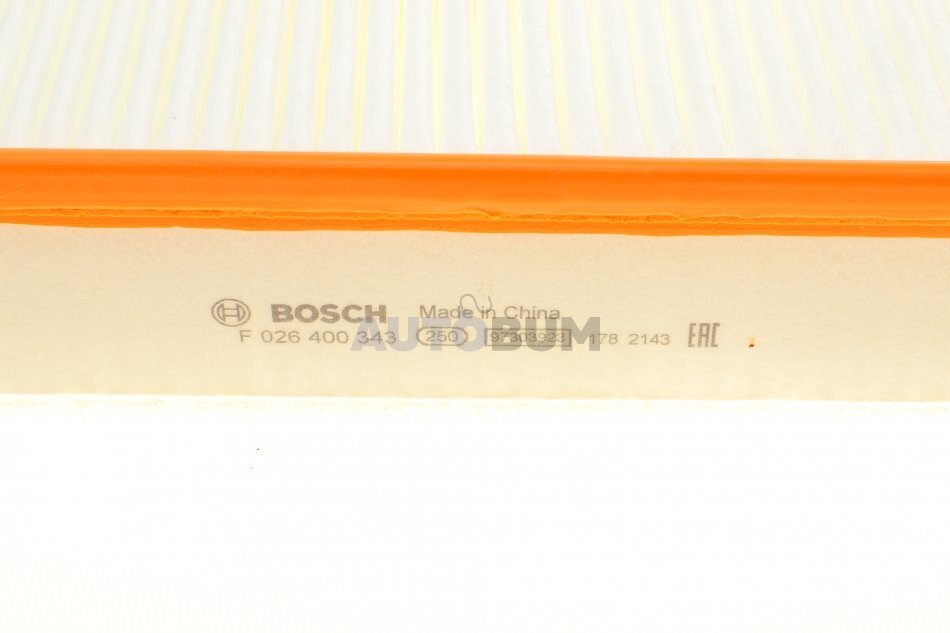 BOSCH Made in China
F 026 400 343 250 97303923 178 2143 EAC
AUTOBUM